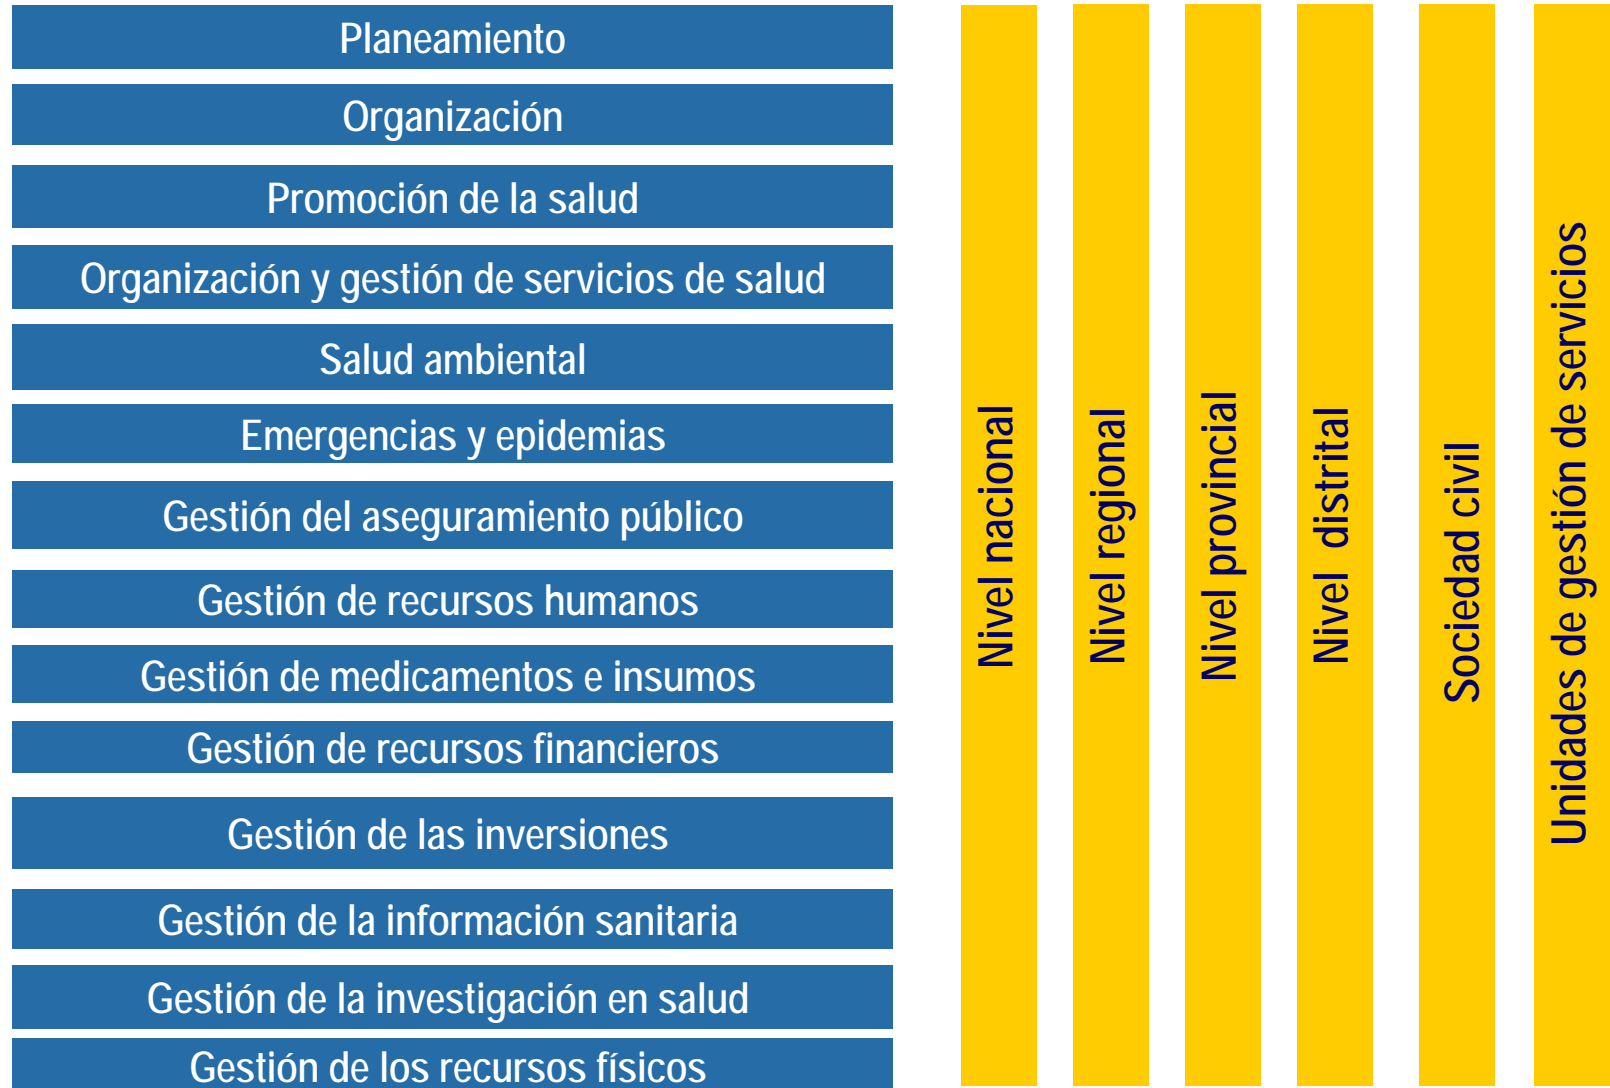 Planeamiento
Organización
Promoción de la salud
Organización y gestión de servicios de salud
Salud ambiental
Emergencias y epidemias
Gestión del aseguramiento público
Gestión de recursos humanos
Gestión de medicamentos e insumos
Gestión de recursos financieros
Gestión de las inversiones
Gestión de la información sanitaria
Gestión de la investigación en salud
Gestión de los recursos físicos
Nivel nacional
Nivel regional
Nivel provincial
Nivel distrital
Sociedad civil
Unidades de gestión de servicios